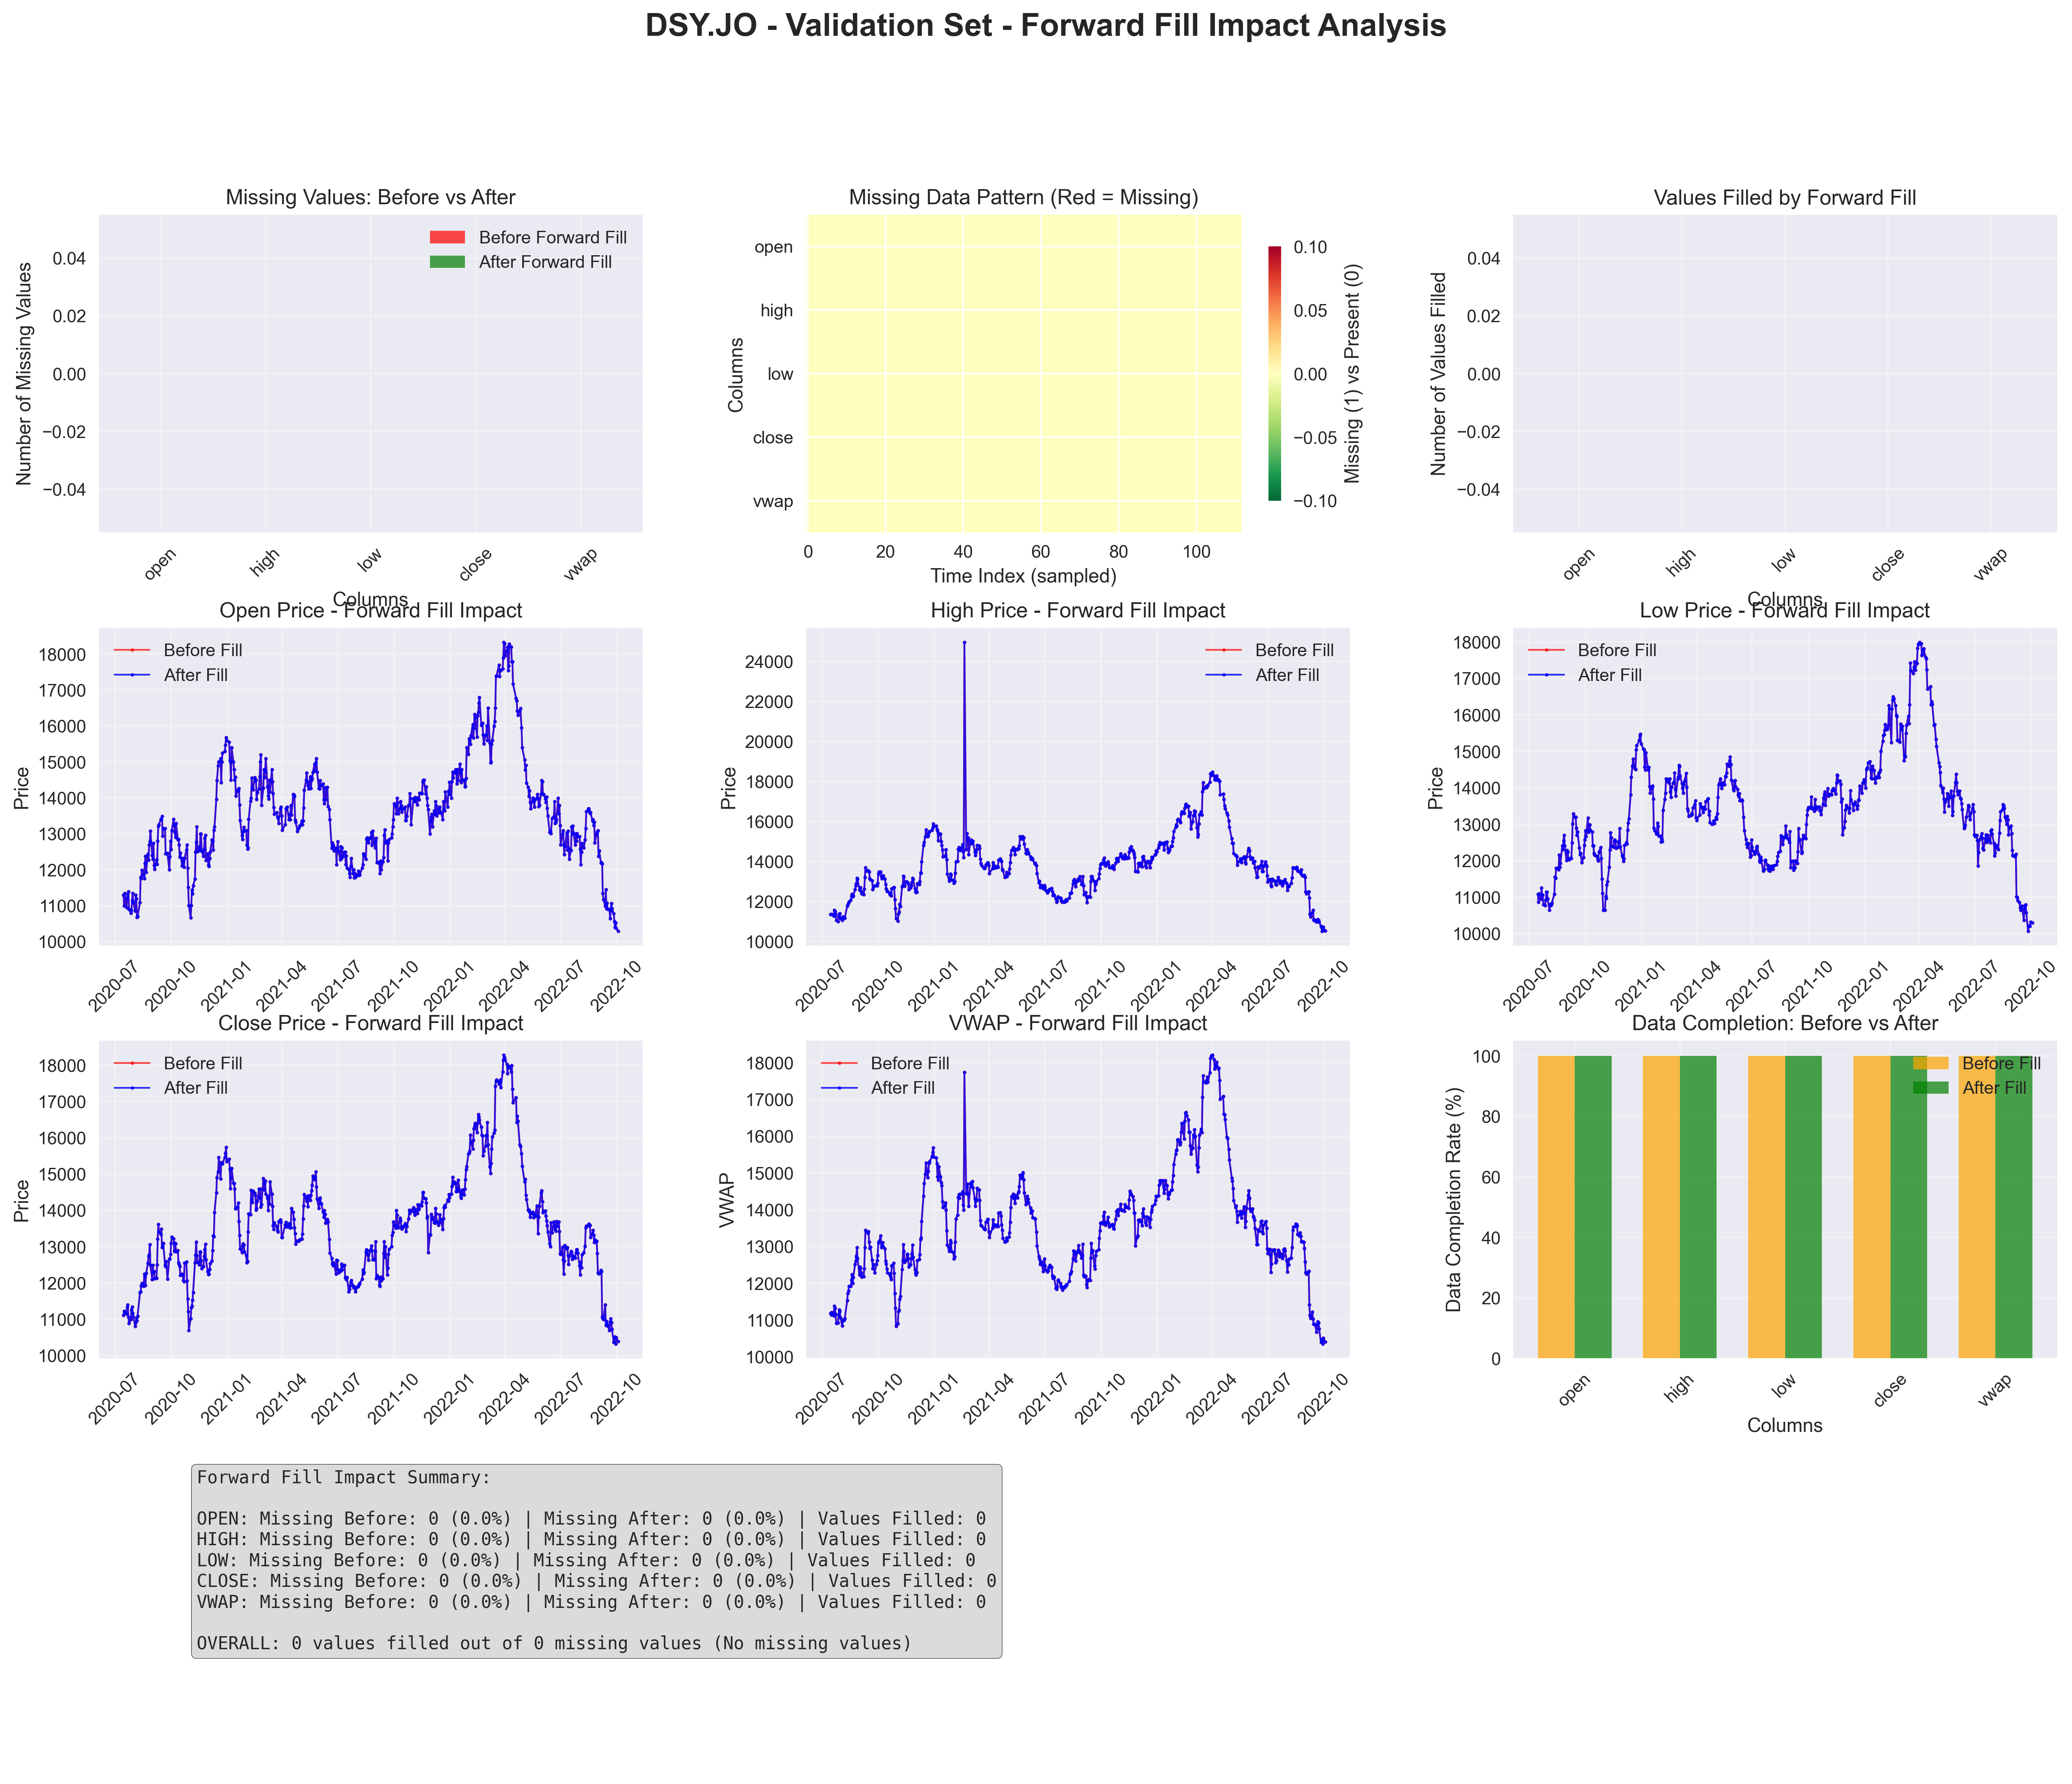 DSY.JO - Validation Set - Forward Fill Impact Analysis
Missing Values: Before vs After
Number of Missing Values
0.04
0.02
0.00
−0.02
−0.04
Before Forward Fill
After Forward Fill
open
high
low
close
vwap
Columns
Missing Data Pattern (Red = Missing)
Columns
open
high
low
close
vwap
0
20
40
60
80
100
Time Index (sampled)
0.10
0.05
0.00
−0.05
−0.10
Missing (1) vs Present (0)
Values Filled by Forward Fill
Number of Values Filled
0.04
0.02
0.00
−0.02
−0.04
open
high
low
close
vwap
Columns
Open Price - Forward Fill Impact
Price
18000
17000
16000
15000
14000
13000
12000
11000
10000
Before Fill
After Fill
2020-07
2020-10
2021-01
2021-04
2021-07
2021-10
2022-01
2022-04
2022-07
2022-10
High Price - Forward Fill Impact
Price
24000
22000
20000
18000
16000
14000
12000
10000
Before Fill
After Fill
2020-07
2020-10
2021-01
2021-04
2021-07
2021-10
2022-01
2022-04
2022-07
2022-10
Low Price - Forward Fill Impact
Price
18000
17000
16000
15000
14000
13000
12000
11000
10000
Before Fill
After Fill
2020-07
2020-10
2021-01
2021-04
2021-07
2021-10
2022-01
2022-04
2022-07
2022-10
Close Price - Forward Fill Impact
Price
18000
17000
16000
15000
14000
13000
12000
11000
10000
Before Fill
After Fill
2020-07
2020-10
2021-01
2021-04
2021-07
2021-10
2022-01
2022-04
2022-07
2022-10
VWAP - Forward Fill Impact
VWAP
18000
17000
16000
15000
14000
13000
12000
11000
10000
Before Fill
After Fill
2020-07
2020-10
2021-01
2021-04
2021-07
2021-10
2022-01
2022-04
2022-07
2022-10
Data Completion: Before vs After
Data Completion Rate (%)
100
80
60
40
20
0
Before Fill
After Fill
open
high
low
close
vwap
Columns
Forward Fill Impact Summary:
OPEN: Missing Before: 0 (0.0%) | Missing After: 0 (0.0%) | Values Filled: 0
HIGH: Missing Before: 0 (0.0%) | Missing After: 0 (0.0%) | Values Filled: 0
LOW: Missing Before: 0 (0.0%) | Missing After: 0 (0.0%) | Values Filled: 0
CLOSE: Missing Before: 0 (0.0%) | Missing After: 0 (0.0%) | Values Filled: 0
VWAP: Missing Before: 0 (0.0%) | Missing After: 0 (0.0%) | Values Filled: 0
OVERALL: 0 values filled out of 0 missing values (No missing values)